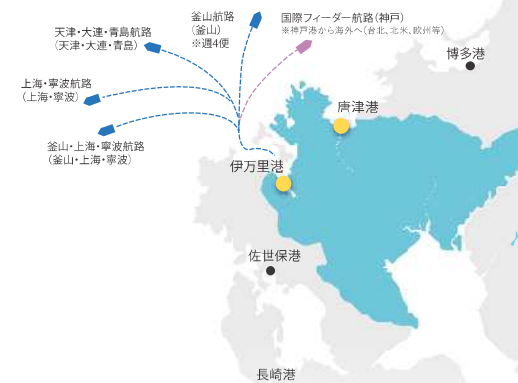 釜山航路
(釜山)
※週4便
国際フィーダー航路(神戸)
※神戸港から海外へ(台北、北米、欧州等)
天津・大連・青島航路
(天津・大連・青島)
博多港
上海・寧波航路
(上海・寧波)
唐津港
釜山・上海・寧波航路
(釜山・上海・寧波)
伊万里港
佐世保港
長崎港